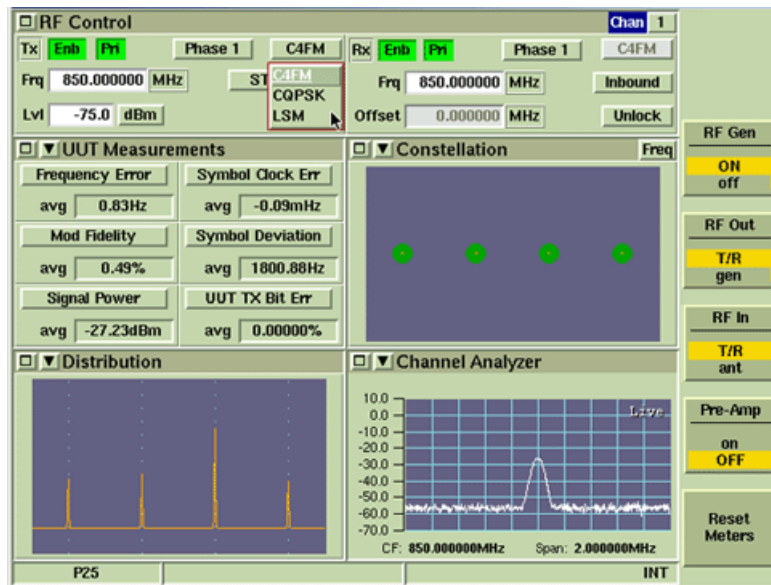 RF Control
Chan 1
Tx Enb Pri Phase 1 C4FM
Frq 850.000000 MHz ST
C4FM
CQPSK
LSM
Lvl -75.0 dBm
Rx Enb Pri Phase 1 C4FM
Frq 850.000000 MHz Inbound
Offset 0.000000 MHz Unlock
UUT Measurements
Frequency Error Symbol Clock Err
avg 0.83Hz avg -0.09mHz
Mod Fidelity Symbol Deviation
avg 0.49% avg 1800.88Hz
Signal Power UUT TX Bit Err
avg -27.23dBm avg 0.00000%
Constellation Freq
Distribution
Channel Analyzer
Live
10.0
0.0
-10.0
-20.0
-30.0
-40.0
-50.0
-60.0
-70.0
CF: 850.000000MHz Span: 2.000000MHz
RF Gen
ON
off
RF Out
T/R
gen
RF In
T/R
ant
Pre-Amp
on
OFF
Reset
Meters
P25 INT